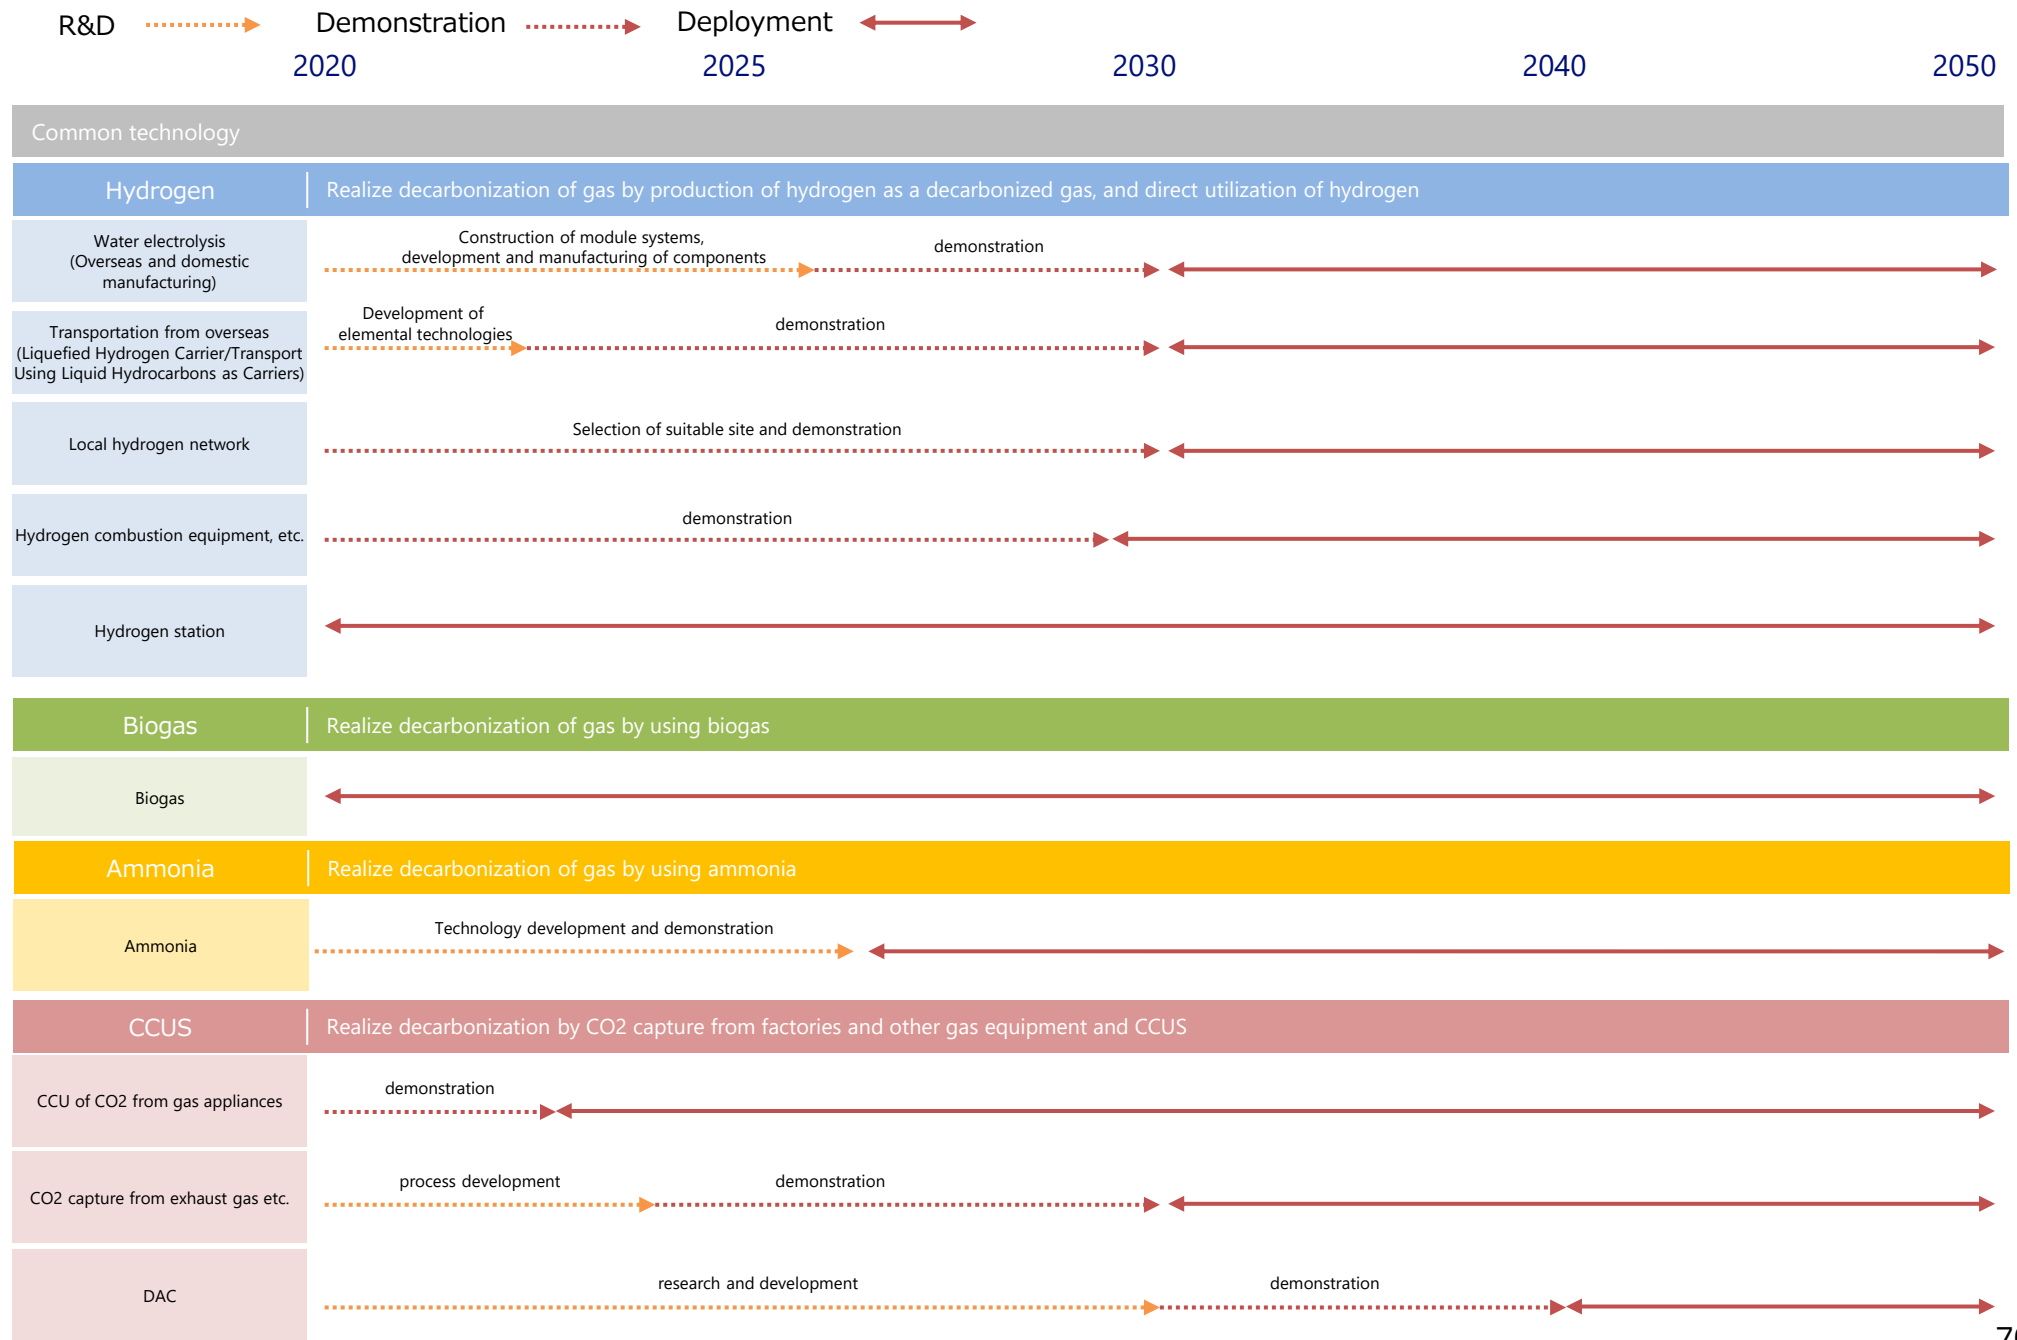 R&D Demonstration Deployment
2020 2025 2030 2040 2050
Common technology
Hydrogen
Realize decarbonization of gas by production of hydrogen as a decarbonized gas, and direct utilization of hydrogen
Water electrolysis
(Overseas and domestic
manufacturing)
Construction of module systems,
development and manufacturing of components
demonstration
Transportation from overseas
(Liquefied Hydrogen Carrier/Transport
Using Liquid Hydrocarbons as Carriers)
Development of
elemental technologies
demonstration
Local hydrogen network
Selection of suitable site and demonstration
Hydrogen combustion equipment, etc.
demonstration
Hydrogen station
Biogas
Realize decarbonization of gas by using biogas
Biogas
Ammonia
Realize decarbonization of gas by using ammonia
Ammonia
Technology development and demonstration
CCUS
Realize decarbonization by CO2 capture from factories and other gas equipment and CCUS
CCU of CO2 from gas appliances
demonstration
CO2 capture from exhaust gas etc.
process development
demonstration
DAC
research and development
demonstration